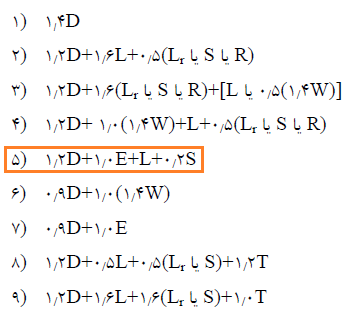 ۱) ۱٫۴D
۲) ۱٫۲D+۱٫۶L+۰٫۵(Lr یا S یا R)
۳) ۱٫۲D+۱٫۶(Lr یا S یا R)+[L یا ۰٫۵(۱٫۴W)]
۴) ۱٫۲D+ ۱٫۰(۱٫۴W)+L+۰٫۵(Lr یا S یا R)
۵) ۱٫۲D+۱٫۰E+L+۰٫۲S
۶) ۰٫۹D+۱٫۰(۱٫۴W)
۷) ۰٫۹D+۱٫۰E
۸) ۱٫۲D+۰٫۵L+۰٫۵(Lr یا S)+۱٫۲T
۹) ۱٫۲D+۱٫۶L+۱٫۶(Lr یا S)+۱٫۰T